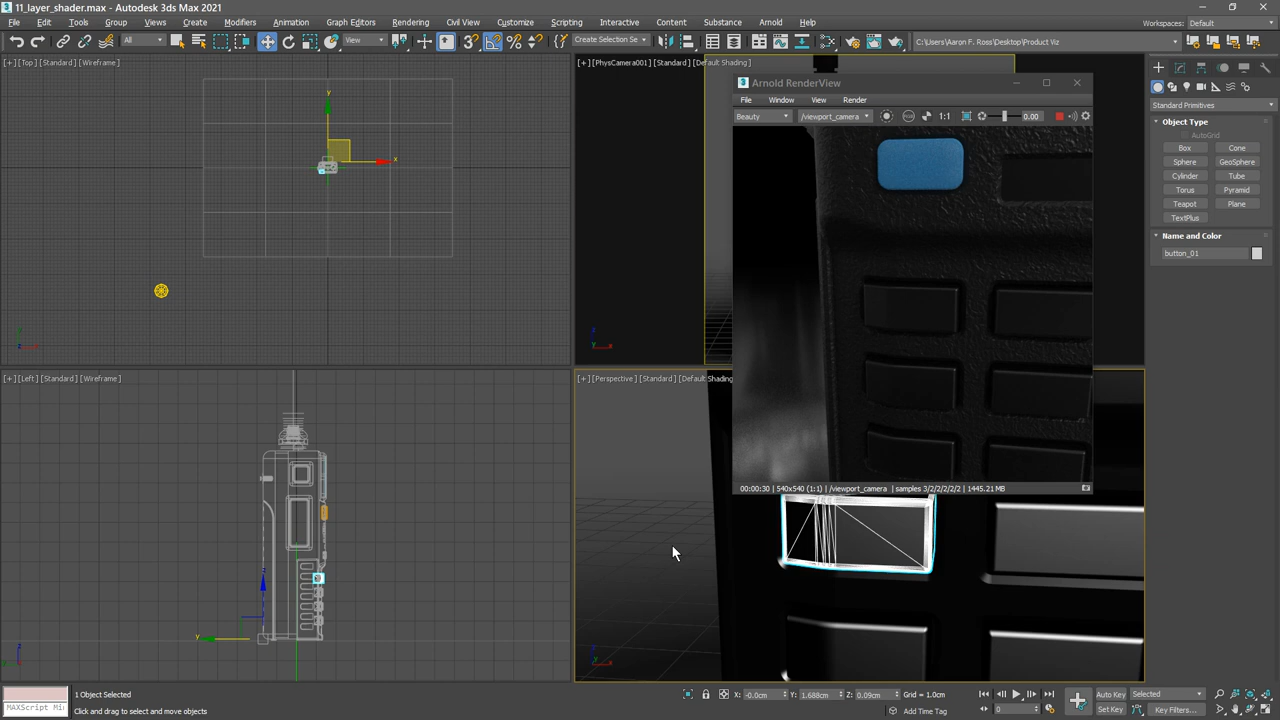 11_layer_shader.max - Autodesk 3ds Max 2021
File Edit Tools Group Views Create Modifiers Animation Graph Editors Rendering Civil View Customize Scripting Interactive Content Substance Arnold Help
Workspaces: Default
All View Create Selection Se C:\Users\Aaron F. Ross\Desktop\Product Viz
[+] [Top] [Standard] [Wireframe]
[+] [PhysCamera001] [Standard] [Default Shading]
Arnold RenderView
File Window View Render
Beauty /viewport_camera 1:1 0.00
Standard Primitives
Object Type
AutoGrid
Box Cone
Sphere GeoSphere
Cylinder Tube
Torus Pyramid
Teapot Plane
TextPlus
Name and Color
button_01
y
x
z
y x
[+] [Left] [Standard] [Wireframe]
[+] [Perspective] [Standard] [Default Shading
00:00:30 | 540x540 (1:1) | /viewport_camera | samples 3/2/2/2/2/2 | 1445.21 MB
z
y
z
y x
MAXScript Mi
1 Object Selected
Click and drag to select and move objects
X: -0.0cm Y: 1.688cm Z: 0.09cm Grid = 1.0cm
Add Time Tag
0
Auto Key Selected
Set Key Key Filters...